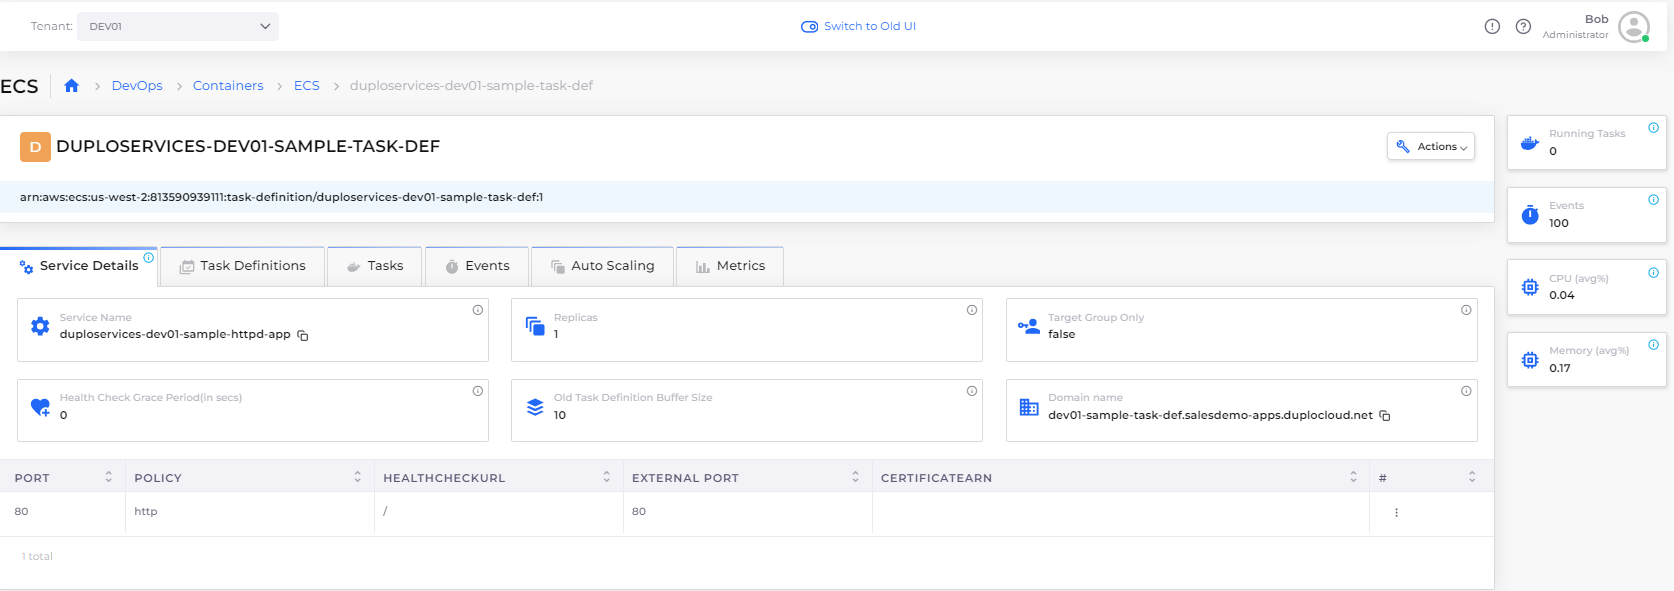 Tenant: DEV01
Switch to Old UI
Bob
Administrator
ECS
DevOps
Containers
ECS
duploservices-dev01-sample-task-def
D DUPLOSERVICES-DEV01-SAMPLE-TASK-DEF
Actions
arn:aws:ecs:us-west-2:813590939111:task-definition/duploservices-dev01-sample-task-def:1
Running Tasks
0
Events
100
CPU (avg%)
0.04
Memory (avg%)
0.17
Service Details
Task Definitions
Tasks
Events
Auto Scaling
Metrics
Service Name
duploservices-dev01-sample-httpd-app
Replicas
1
Target Group Only
false
Health Check Grace Period(in secs)
0
Old Task Definition Buffer Size
10
Domain name
dev01-sample-task-def.salesdemo-apps.duplocloud.net
PORT POLICY HEALTHCHECKURL EXTERNAL PORT CERTIFICATEARN #
80 http / 80
1 total